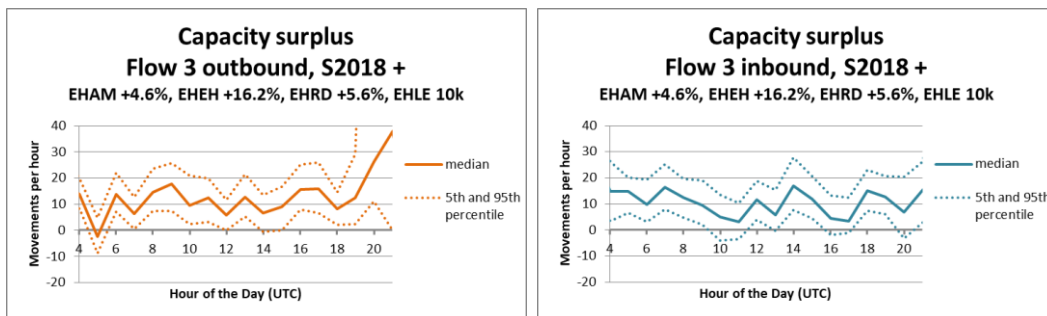 Capacity surplus
Flow 3 outbound, S2018 +
EHAM +4.6%, EHEH +16.2%, EHRD +5.6%, EHLE 10k
Movements per hour
40
30
20
10
0
-10
-20
4 6 8 10 12 14 16 18 20
Hour of the Day (UTC)
median
5th and 95th
percentile
Capacity surplus
Flow 3 inbound, S2018 +
EHAM +4.6%, EHEH +16.2%, EHRD +5.6%, EHLE 10k
Movements per hour
40
30
20
10
0
-10
-20
4 6 8 10 12 14 16 18 20
Hour of the Day (UTC)
median
5th and 95th
percentile